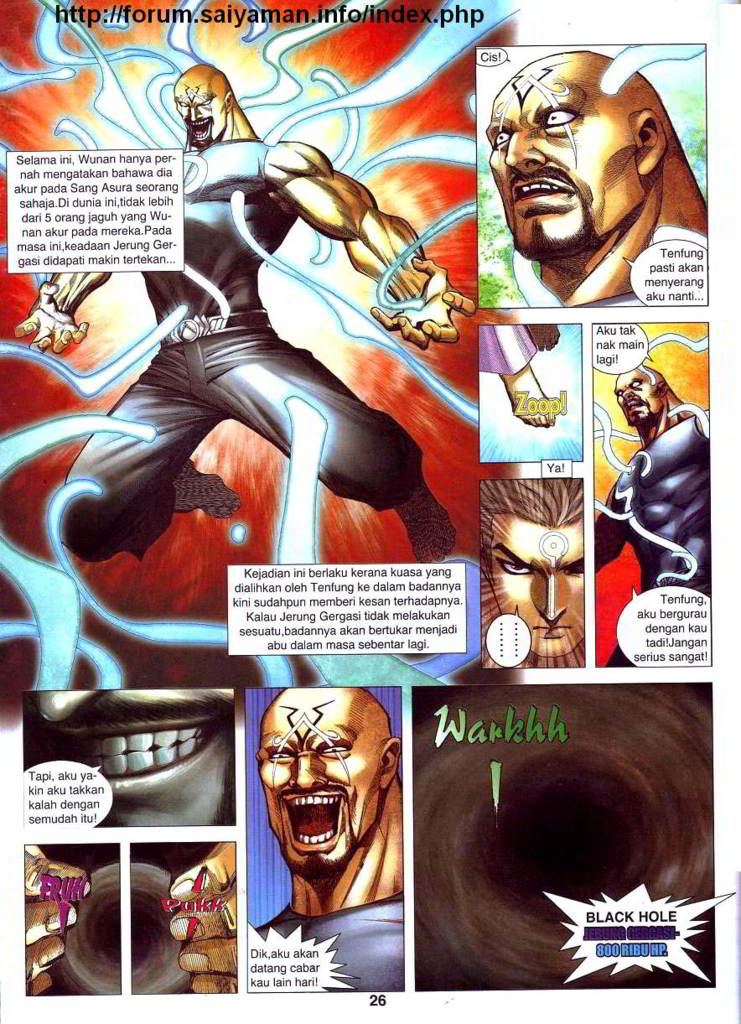 http://forum.saiyaman.info/index.php
Selama ini, Wunan hanya per-
nah mengatakan bahawa dia
akur pada Sang Asura seorang
sahaja.Di dunia ini,tidak lebih
dari 5 orang jaguh yang Wu-
nan akur pada mereka.Pada
masa ini,keadaan Jerung Ger-
gasi didapati makin tertekan...
Cis!
Tenfung
pasti akan
menyerang
aku nanti...
Zoop!
Aku tak
nak main
lagi!
Ya!
......
Tenfung,
aku bergurau
dengan kau
tadi!Jangan
serius sangat!
Kejadian ini berlaku kerana kuasa yang
dialihkan oleh Tenfung ke dalam badannya
kini sudahpun memberi kesan terhadapnya.
Kalau Jerung Gergasi tidak melakukan
sesuatu,badannya akan bertukar menjadi
abu dalam masa sebentar lagi.
Tapi, aku ya-
kin aku takkan
kalah dengan
semudah itu!
Dik,aku akan
datang cabar
kau lain hari!
Warkhh
!
BLACK HOLE
JERUNG GERGASI-
800 RIBU HP.
26